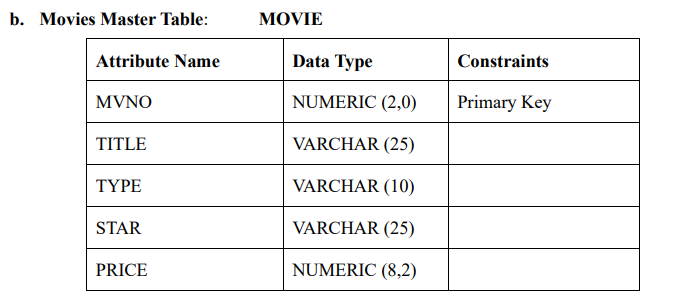 b. Movies Master Table: MOVIE
Attribute Name Data Type Constraints
MVNO NUMERIC (2,0) Primary Key
TITLE VARCHAR (25)
TYPE VARCHAR (10)
STAR VARCHAR (25)
PRICE NUMERIC (8,2)